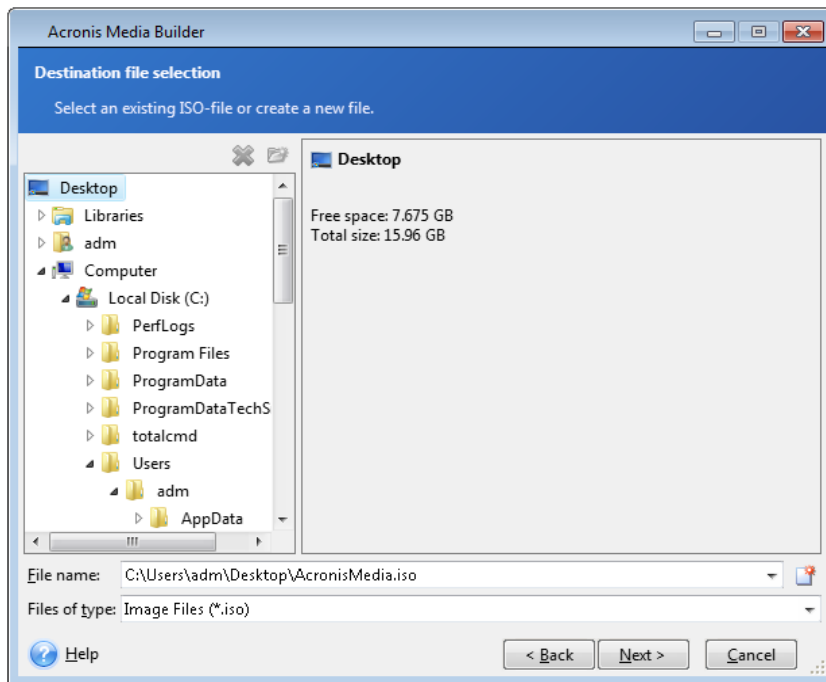 Acronis Media Builder
Destination file selection
Select an existing ISO-file or create a new file.
Desktop
Libraries
adm
Computer
Local Disk (C:)
PerfLogs
Program Files
ProgramData
ProgramDataTechS
totalcmd
Users
adm
AppData
Desktop
Free space: 7.675 GB
Total size: 15.96 GB
File name: C:\Users\adm\Desktop\AcronisMedia.iso
Files of type: Image Files (*.iso)
Help
< Back Next > Cancel